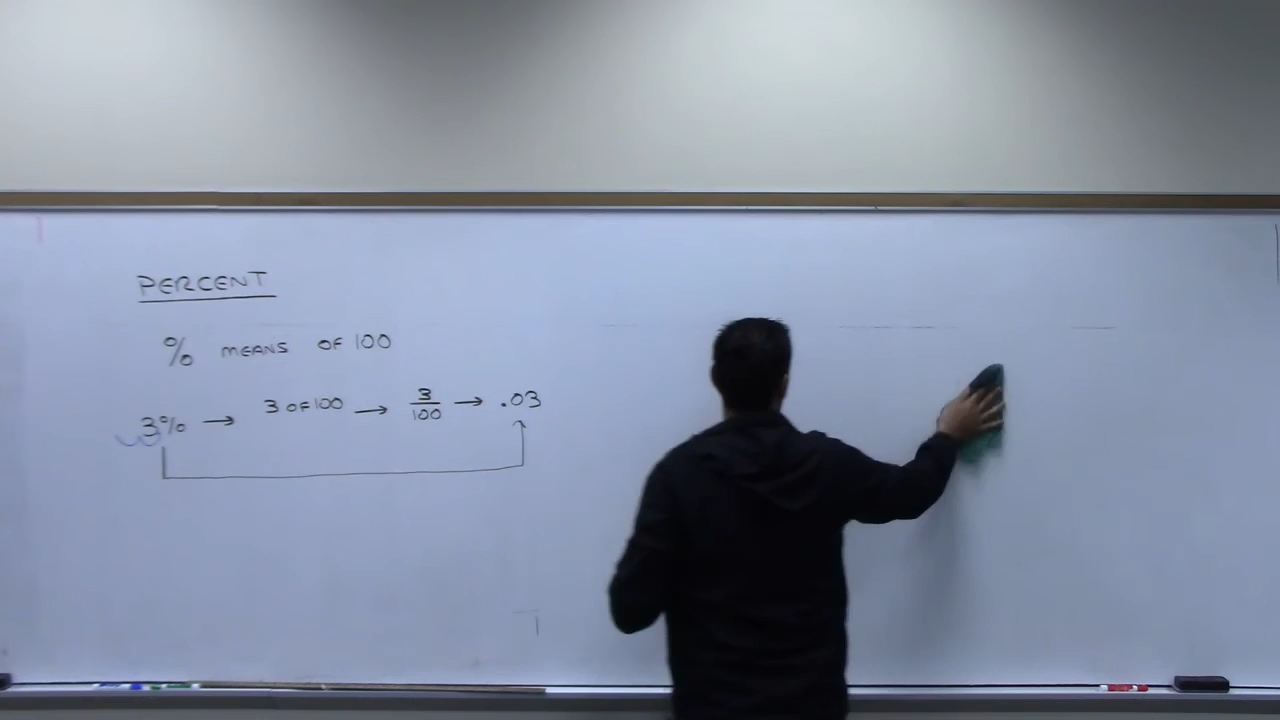 PERCENT
% MEANS OF 100
3% → 3 OF 100 → 3/100 → .03